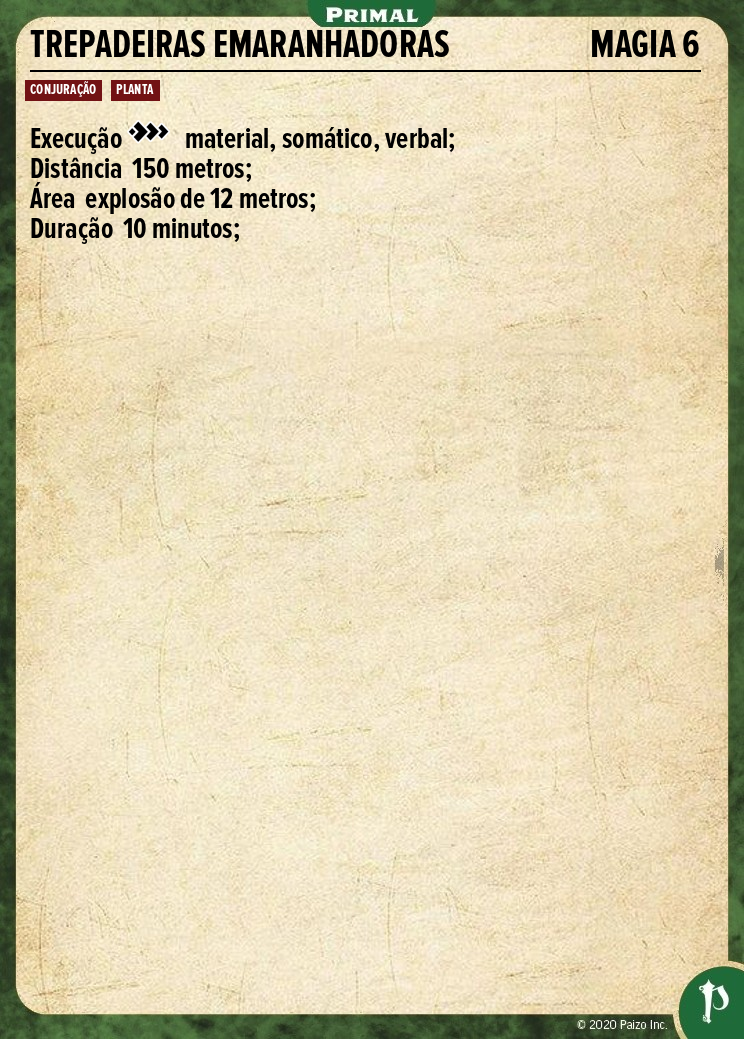 PRIMAL
TREPADEIRAS EMARANHADORAS MAGIA 6
CONJURAÇÃO PLANTA
Execução material, somático, verbal;
Distância 150 metros;
Área explosão de 12 metros;
Duração 10 minutos;
© 2020 Paizo Inc.